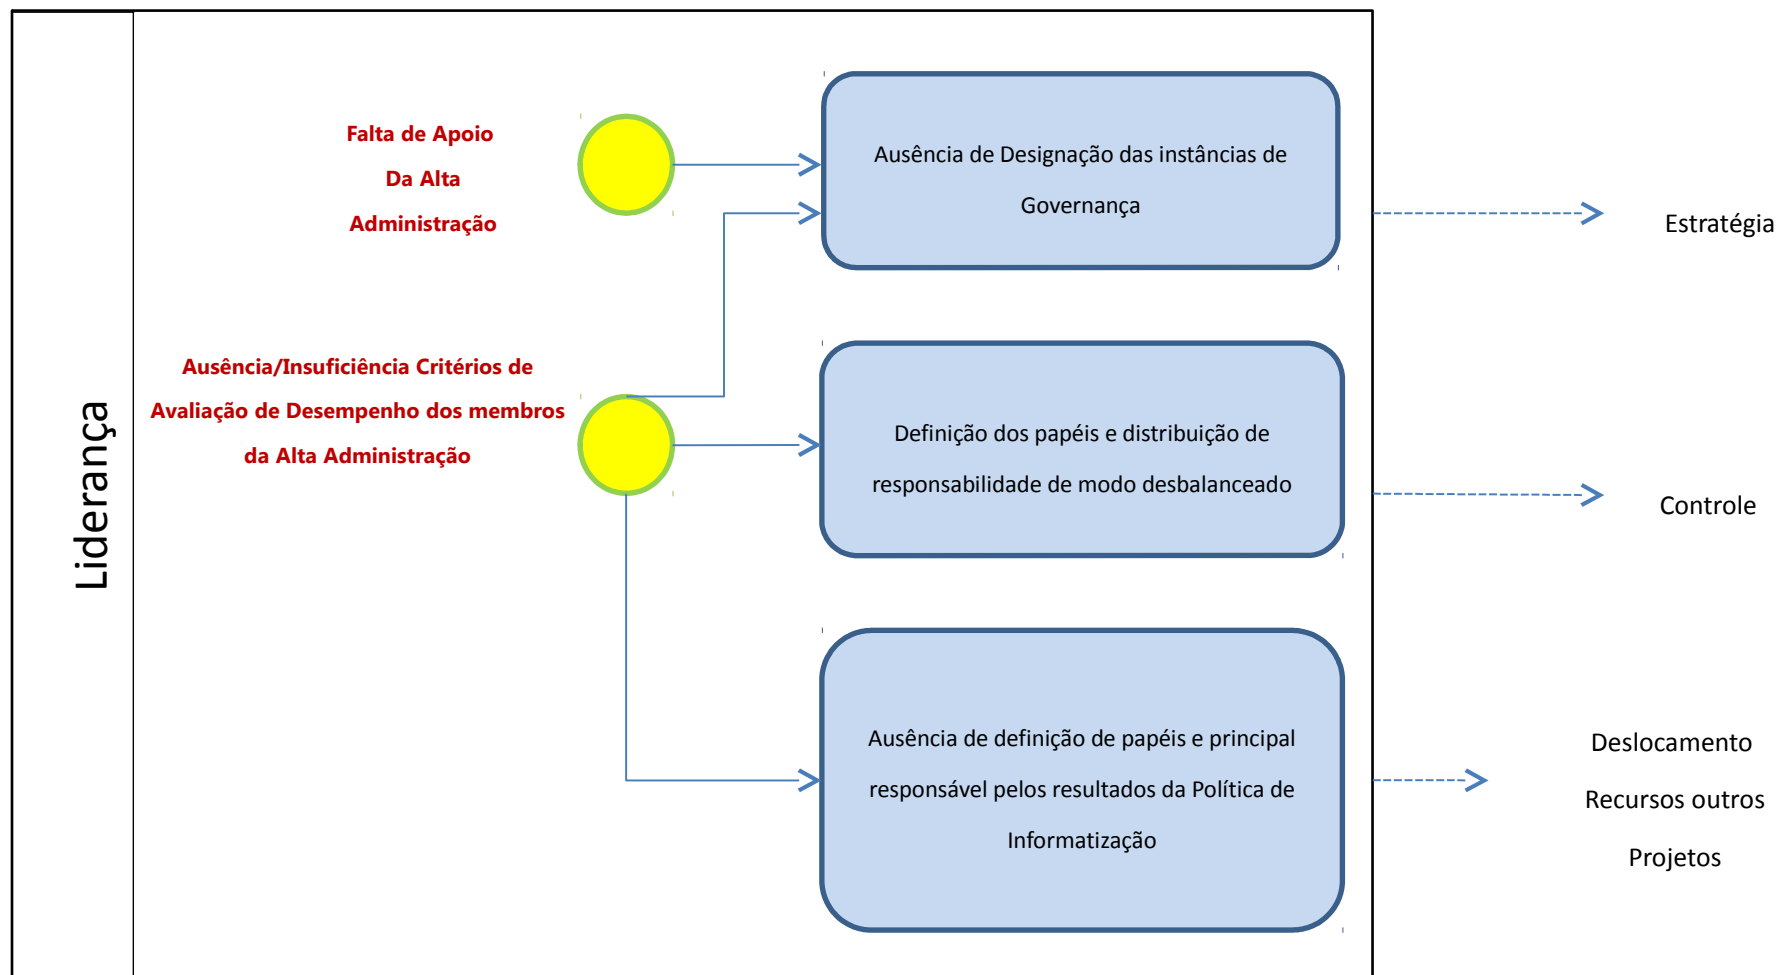 Liderança
Falta de Apoio
Da Alta
Administração
Ausência de Designação das instâncias de
Governança
Estratégia
Ausência/Insuficiência Critérios de
Avaliação de Desempenho dos membros
da Alta Administração
Definição dos papéis e distribuição de
responsabilidade de modo desbalanceado
Controle
Ausência de definição de papéis e principal
responsável pelos resultados da Política de
Informatização
Deslocamento
Recursos outros
Projetos